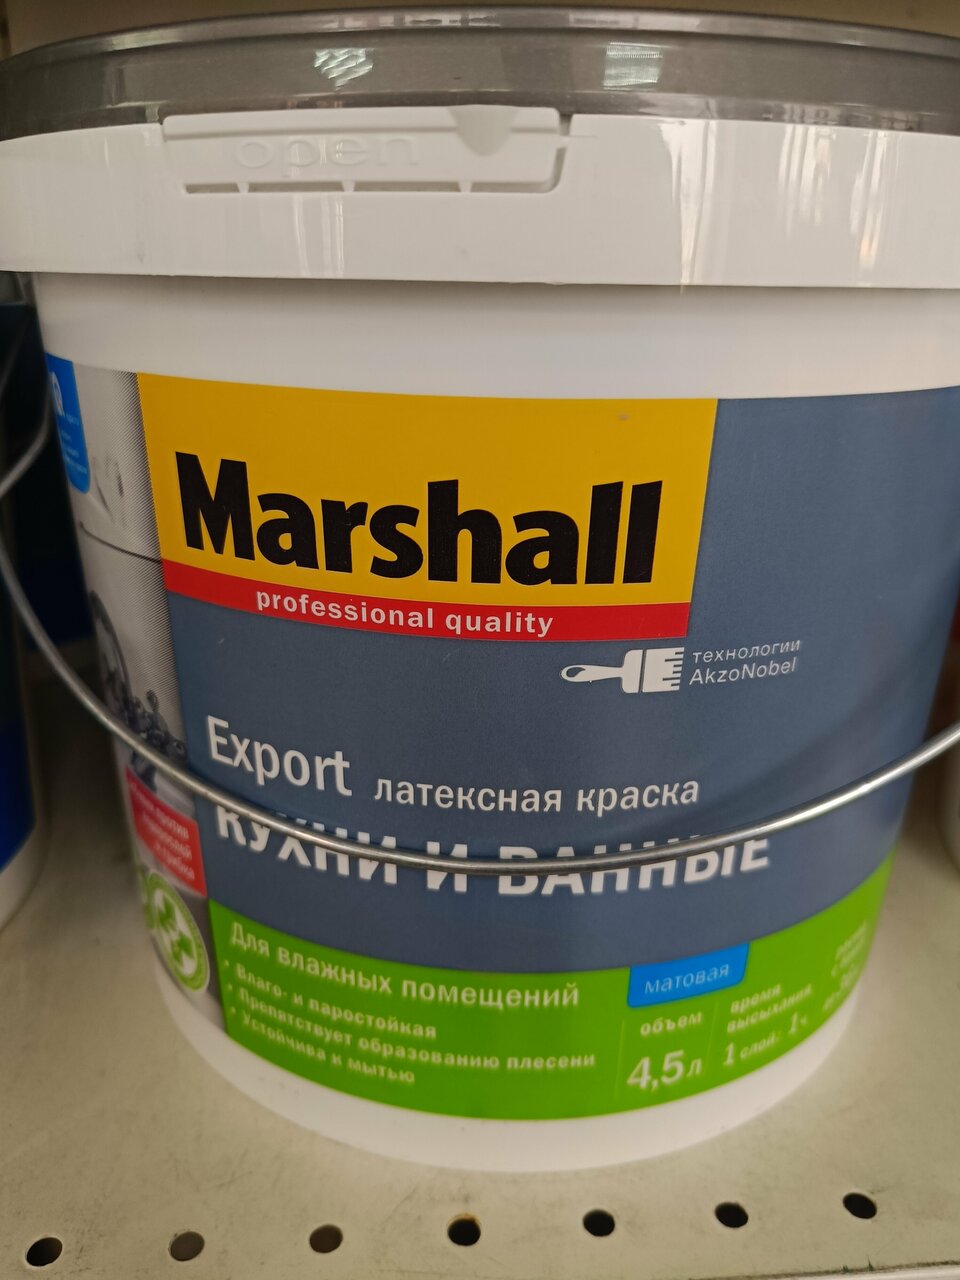 open
Marshall
professional quality
технологии
AkzoNobel
Export латексная краска
КУХНИ И ВАННЫЕ
Для влажных помещений
• Влаго- и паростойкая
• Препятствует образованию плесени
• Устойчива к мытью
матовая
объем
4,5л
время
высыхания
1 слой: 1ч